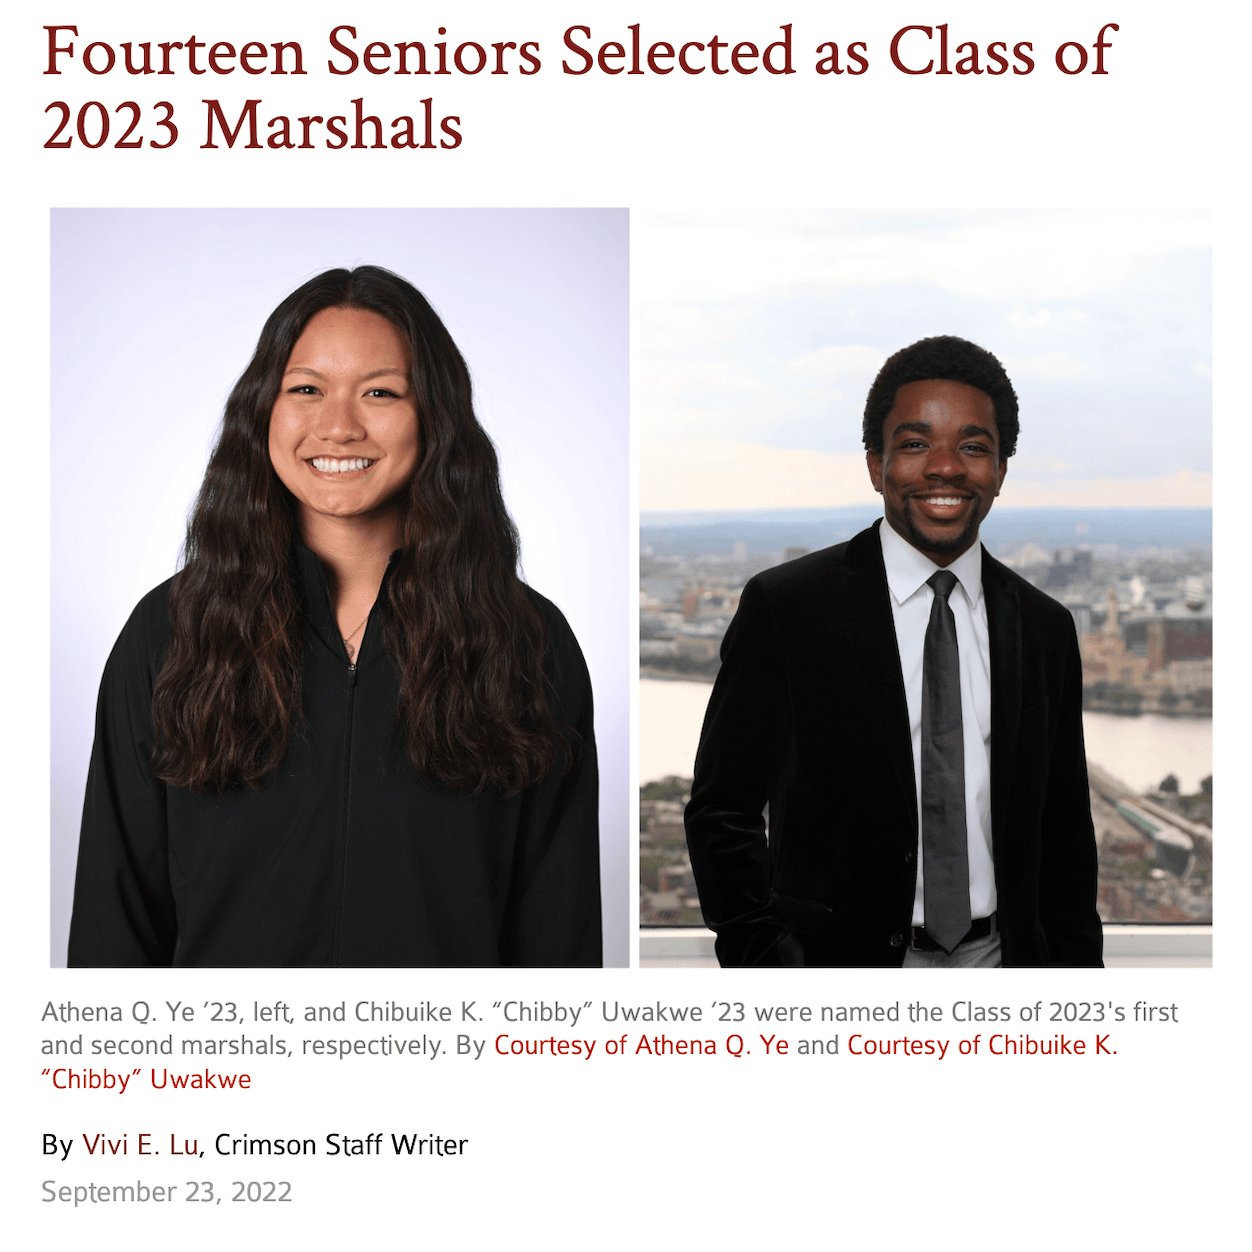 Fourteen Seniors Selected as Class of
2023 Marshals
Athena Q. Ye ’23, left, and Chibuike K. “Chibby” Uwakwe ’23 were named the Class of 2023's first
and second marshals, respectively. By Courtesy of Athena Q. Ye and Courtesy of Chibuike K.
“Chibby” Uwakwe
By Vivi E. Lu, Crimson Staff Writer
September 23, 2022